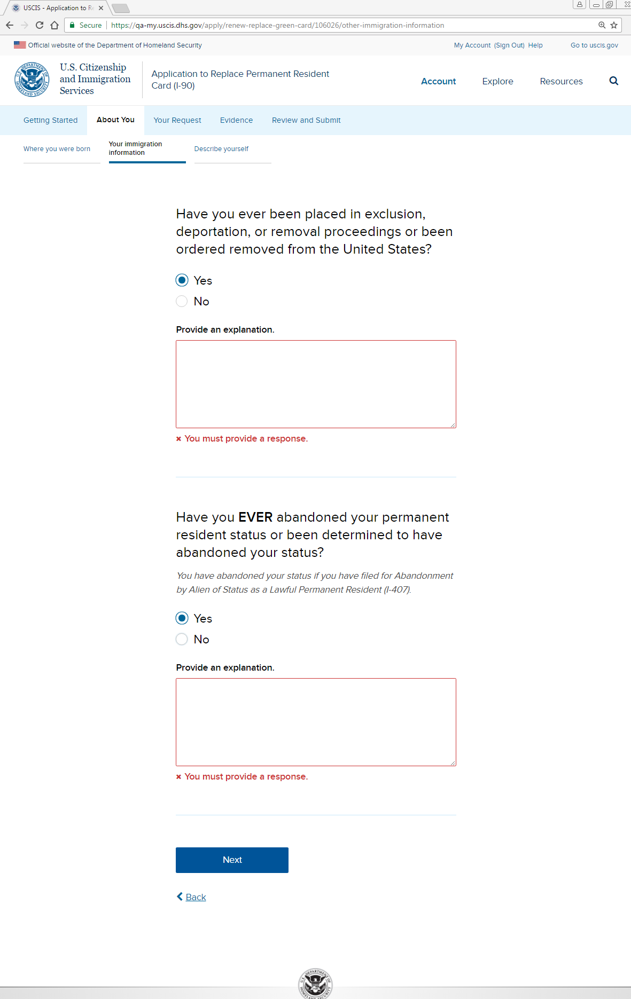 USCIS - Application to Re
Secure
https://qa-my.uscis.dhs.gov/apply/renew-replace-green-card/106026/other-immigration-information
Official website of the Department of Homeland Security
My Account (Sign Out) Help
Go to uscis.gov
U.S. Citizenship
and Immigration
Services
Application to Replace Permanent Resident
Card (I-90)
Account
Explore
Resources
Getting Started
About You
Your Request
Evidence
Review and Submit
Where you were born
Your immigration
information
Describe yourself
Have you ever been placed in exclusion,
deportation, or removal proceedings or been
ordered removed from the United States?
Yes
No
Provide an explanation.
× You must provide a response.
Have you EVER abandoned your permanent
resident status or been determined to have
abandoned your status?
You have abandoned your status if you have filed for Abandonment
by Alien of Status as a Lawful Permanent Resident (I-407).
Yes
No
Provide an explanation.
× You must provide a response.
Next
Back